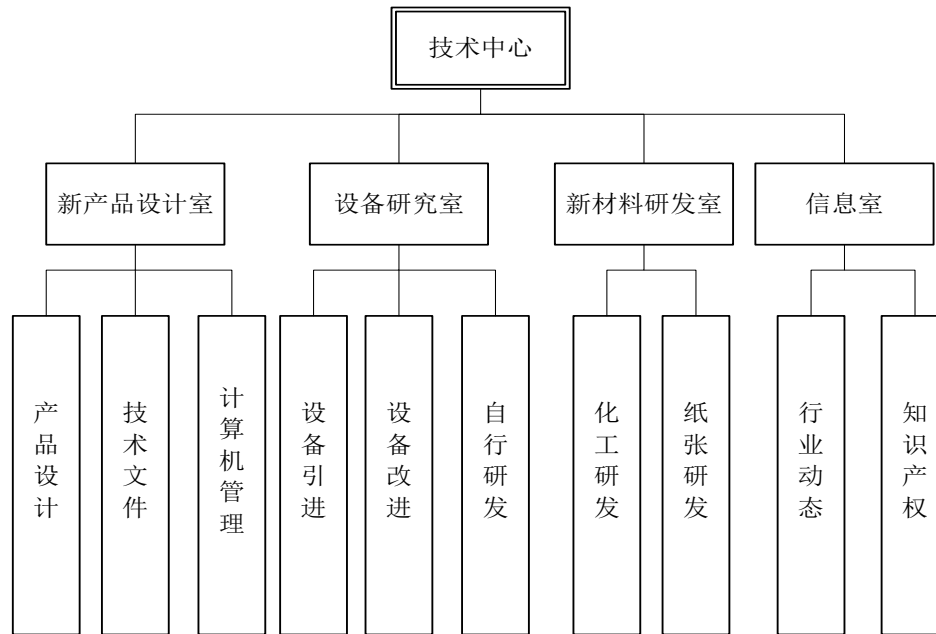 技术中心
新产品设计室
设备研究室
新材料研发室
信息室
产品设计
技术文件
计算机管理
设备引进
设备改进
自行研发
化工研发
纸张研发
行业动态
知识产权